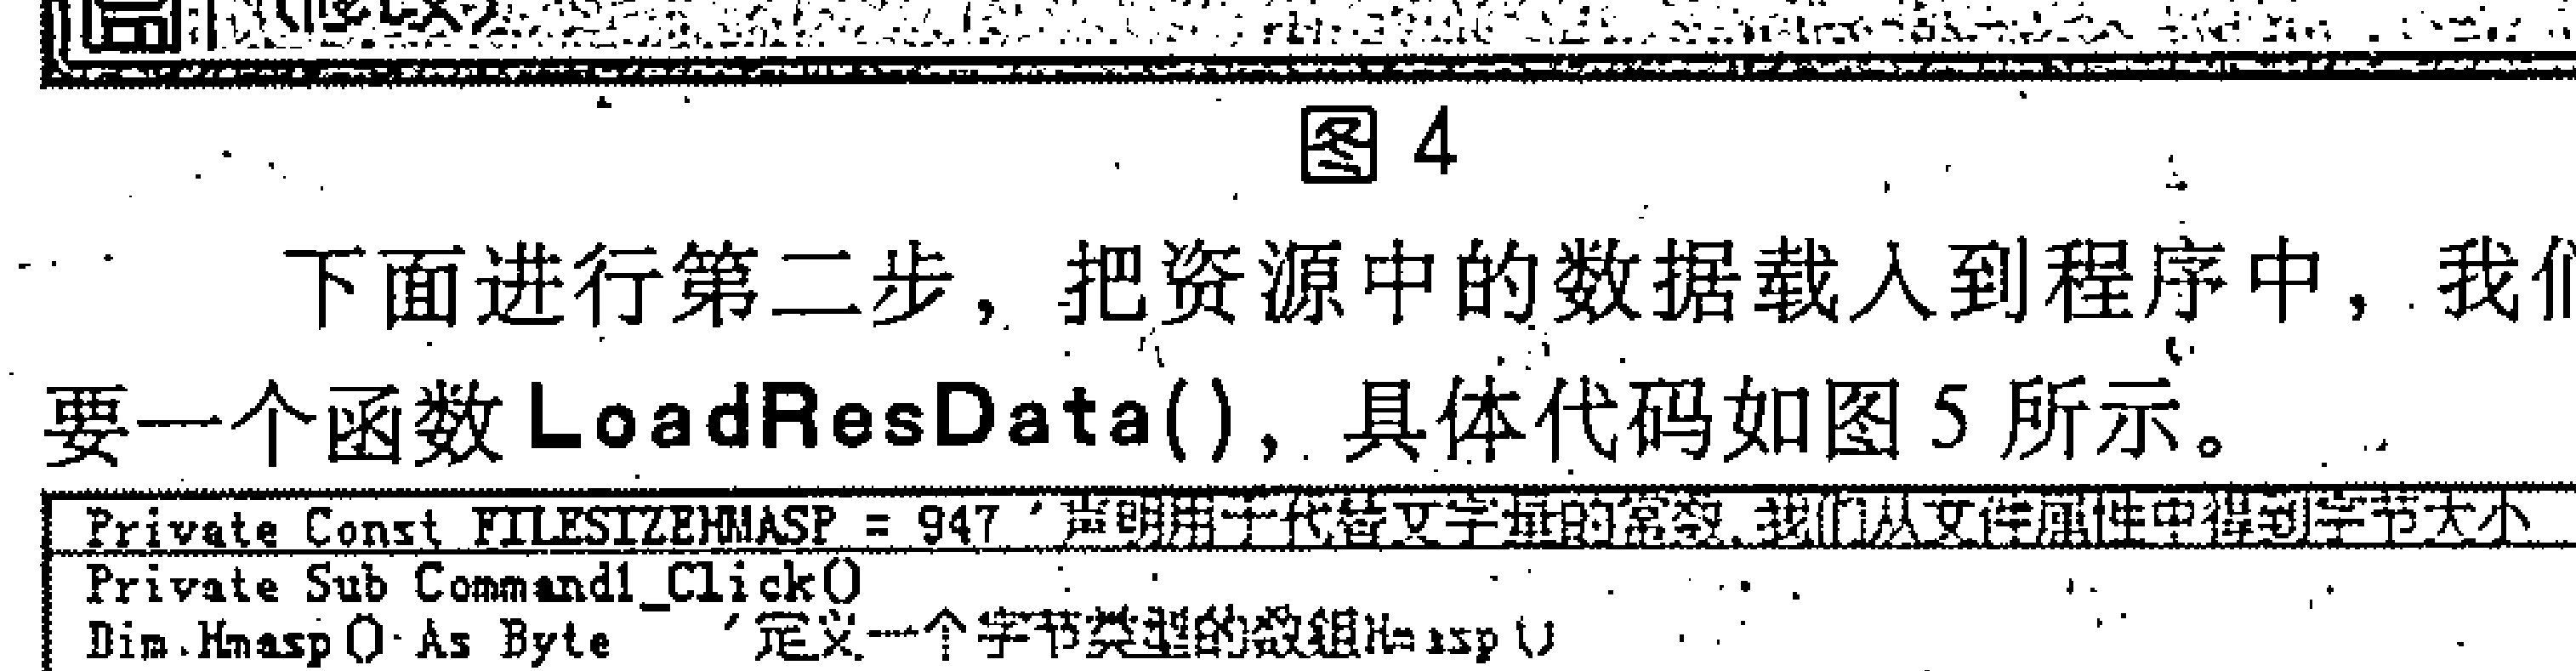 (修改)
图 4
下面进行第二步，把资源中的数据载入到程序中，我们
要一个函数 LoadResData()，具体代码如图 5 所示。
Private Const FILESIZEHMASP = 947 '声明用于代替文字量的常数,我们从文件属性中得到字节大小
Private Sub Command1_Click()
Dim Hmasp() As Byte '定义一个字节类型的数组Hmasp()